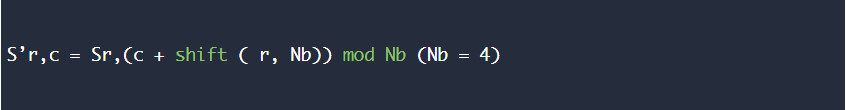 S’r,c = Sr,(c + shift ( r, Nb)) mod Nb (Nb = 4)